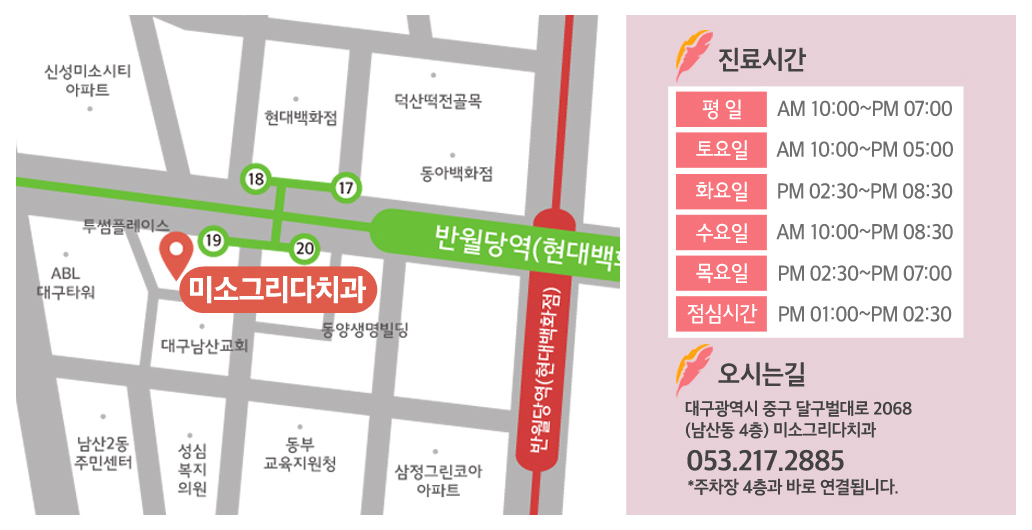 신성미소시티
아파트
현대백화점
덕산떡전골목
동아백화점
18
17
투썸플레이스
19
20
반월당역(현대백화
미소그리다치과
ABL
대구타워
대구남산교회
동양생명빌딩
반월당역(현대백화점)
남산2동
주민센터
성심
복지
의원
동부
교육지원청
삼정그린코아
아파트
진료시간
평 일 AM 10:00~PM 07:00
토요일 AM 10:00~PM 05:00
화요일 PM 02:30~PM 08:30
수요일 AM 10:00~PM 08:30
목요일 PM 02:30~PM 07:00
점심시간 PM 01:00~PM 02:30
오시는길
대구광역시 중구 달구벌대로 2068
(남산동 4층) 미소그리다치과
053.217.2885
*주차장 4층과 바로 연결됩니다.